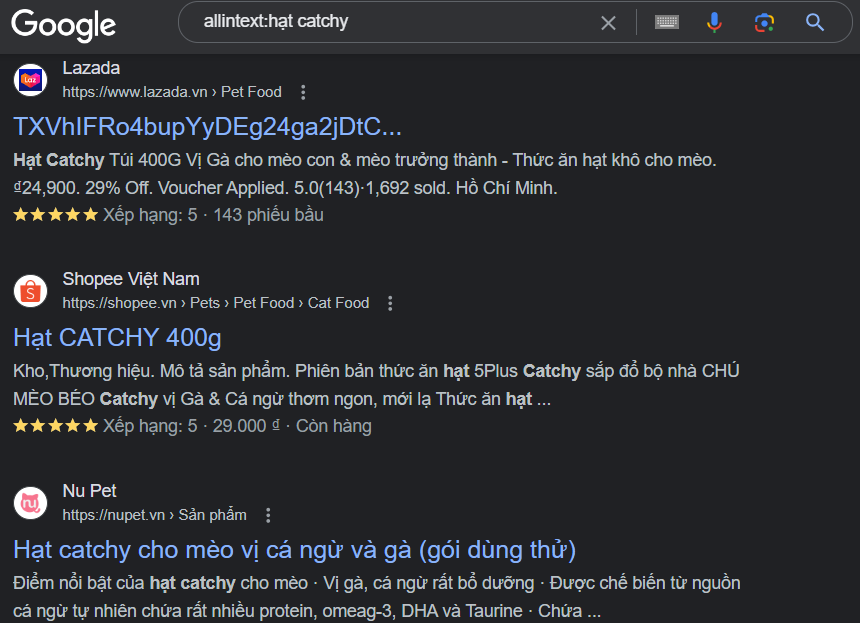 Google
allintext:hạt catchy
Lazada
https://www.lazada.vn › Pet Food
TXVhIFRo4bupYyDEg24ga2jDtC...
Hạt Catchy Túi 400G Vị Gà cho mèo con & mèo trưởng thành - Thức ăn hạt khô cho mèo.
₫24,900. 29% Off. Voucher Applied. 5.0(143)·1,692 sold. Hồ Chí Minh.
Xếp hạng: 5 · 143 phiếu bầu
Shopee Việt Nam
https://shopee.vn › Pets › Pet Food › Cat Food
Hạt CATCHY 400g
Kho,Thương hiệu. Mô tả sản phẩm. Phiên bản thức ăn hạt 5Plus Catchy sắp đổ bộ nhà CHÚ
MÈO BÉO Catchy vị Gà & Cá ngừ thơm ngon, mới lạ Thức ăn hạt ...
Xếp hạng: 5 · 29.000 ₫ · Còn hàng
Nu Pet
https://nupet.vn › Sản phẩm
Hạt catchy cho mèo vị cá ngừ và gà (gói dùng thử)
Điểm nổi bật của hạt catchy cho mèo · Vị gà, cá ngừ rất bổ dưỡng · Được chế biến từ nguồn
cá ngừ tự nhiên chứa rất nhiều protein, omeag-3, DHA và Taurine · Chứa ...